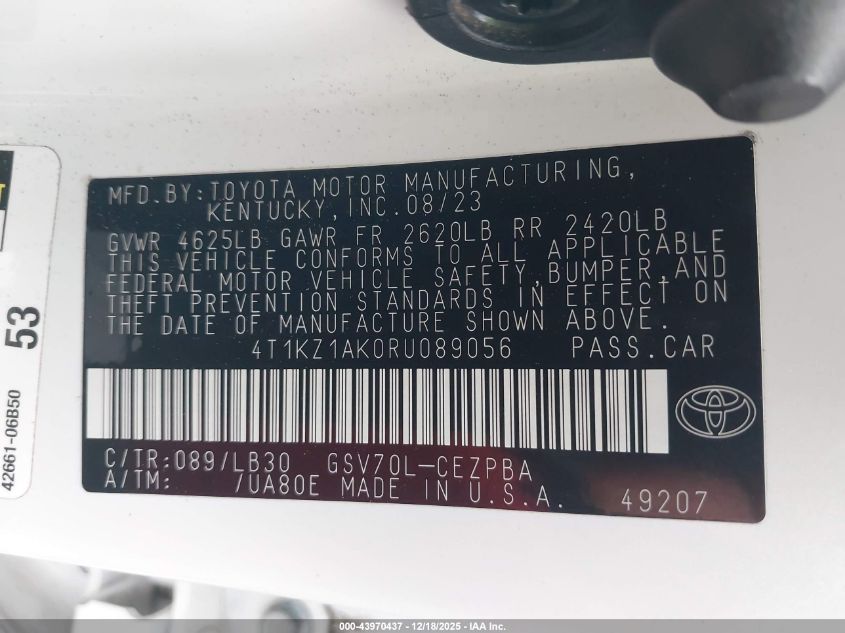 MFD. BY: TOYOTA MOTOR MANUFACTURING,
KENTUCKY, INC. 08/23
GVWR 4625LB GAWR FR 2620LB RR 2420LB
THIS VEHICLE CONFORMS TO ALL APPLICABLE
FEDERAL MOTOR VEHICLE SAFETY, BUMPER, AND
THEFT PREVENTION STANDARDS IN EFFECT ON
THE DATE OF MANUFACTURE SHOWN ABOVE.
4T1KZ1AK0RU089056 PASS.CAR
C/TR: 089/LB30 GSV70L-CEZPBA
A/TM: 7UA80E MADE IN U.S.A. 49207
53
42661-06B50
000-43970437 - 12/18/2025 - IAA Inc.